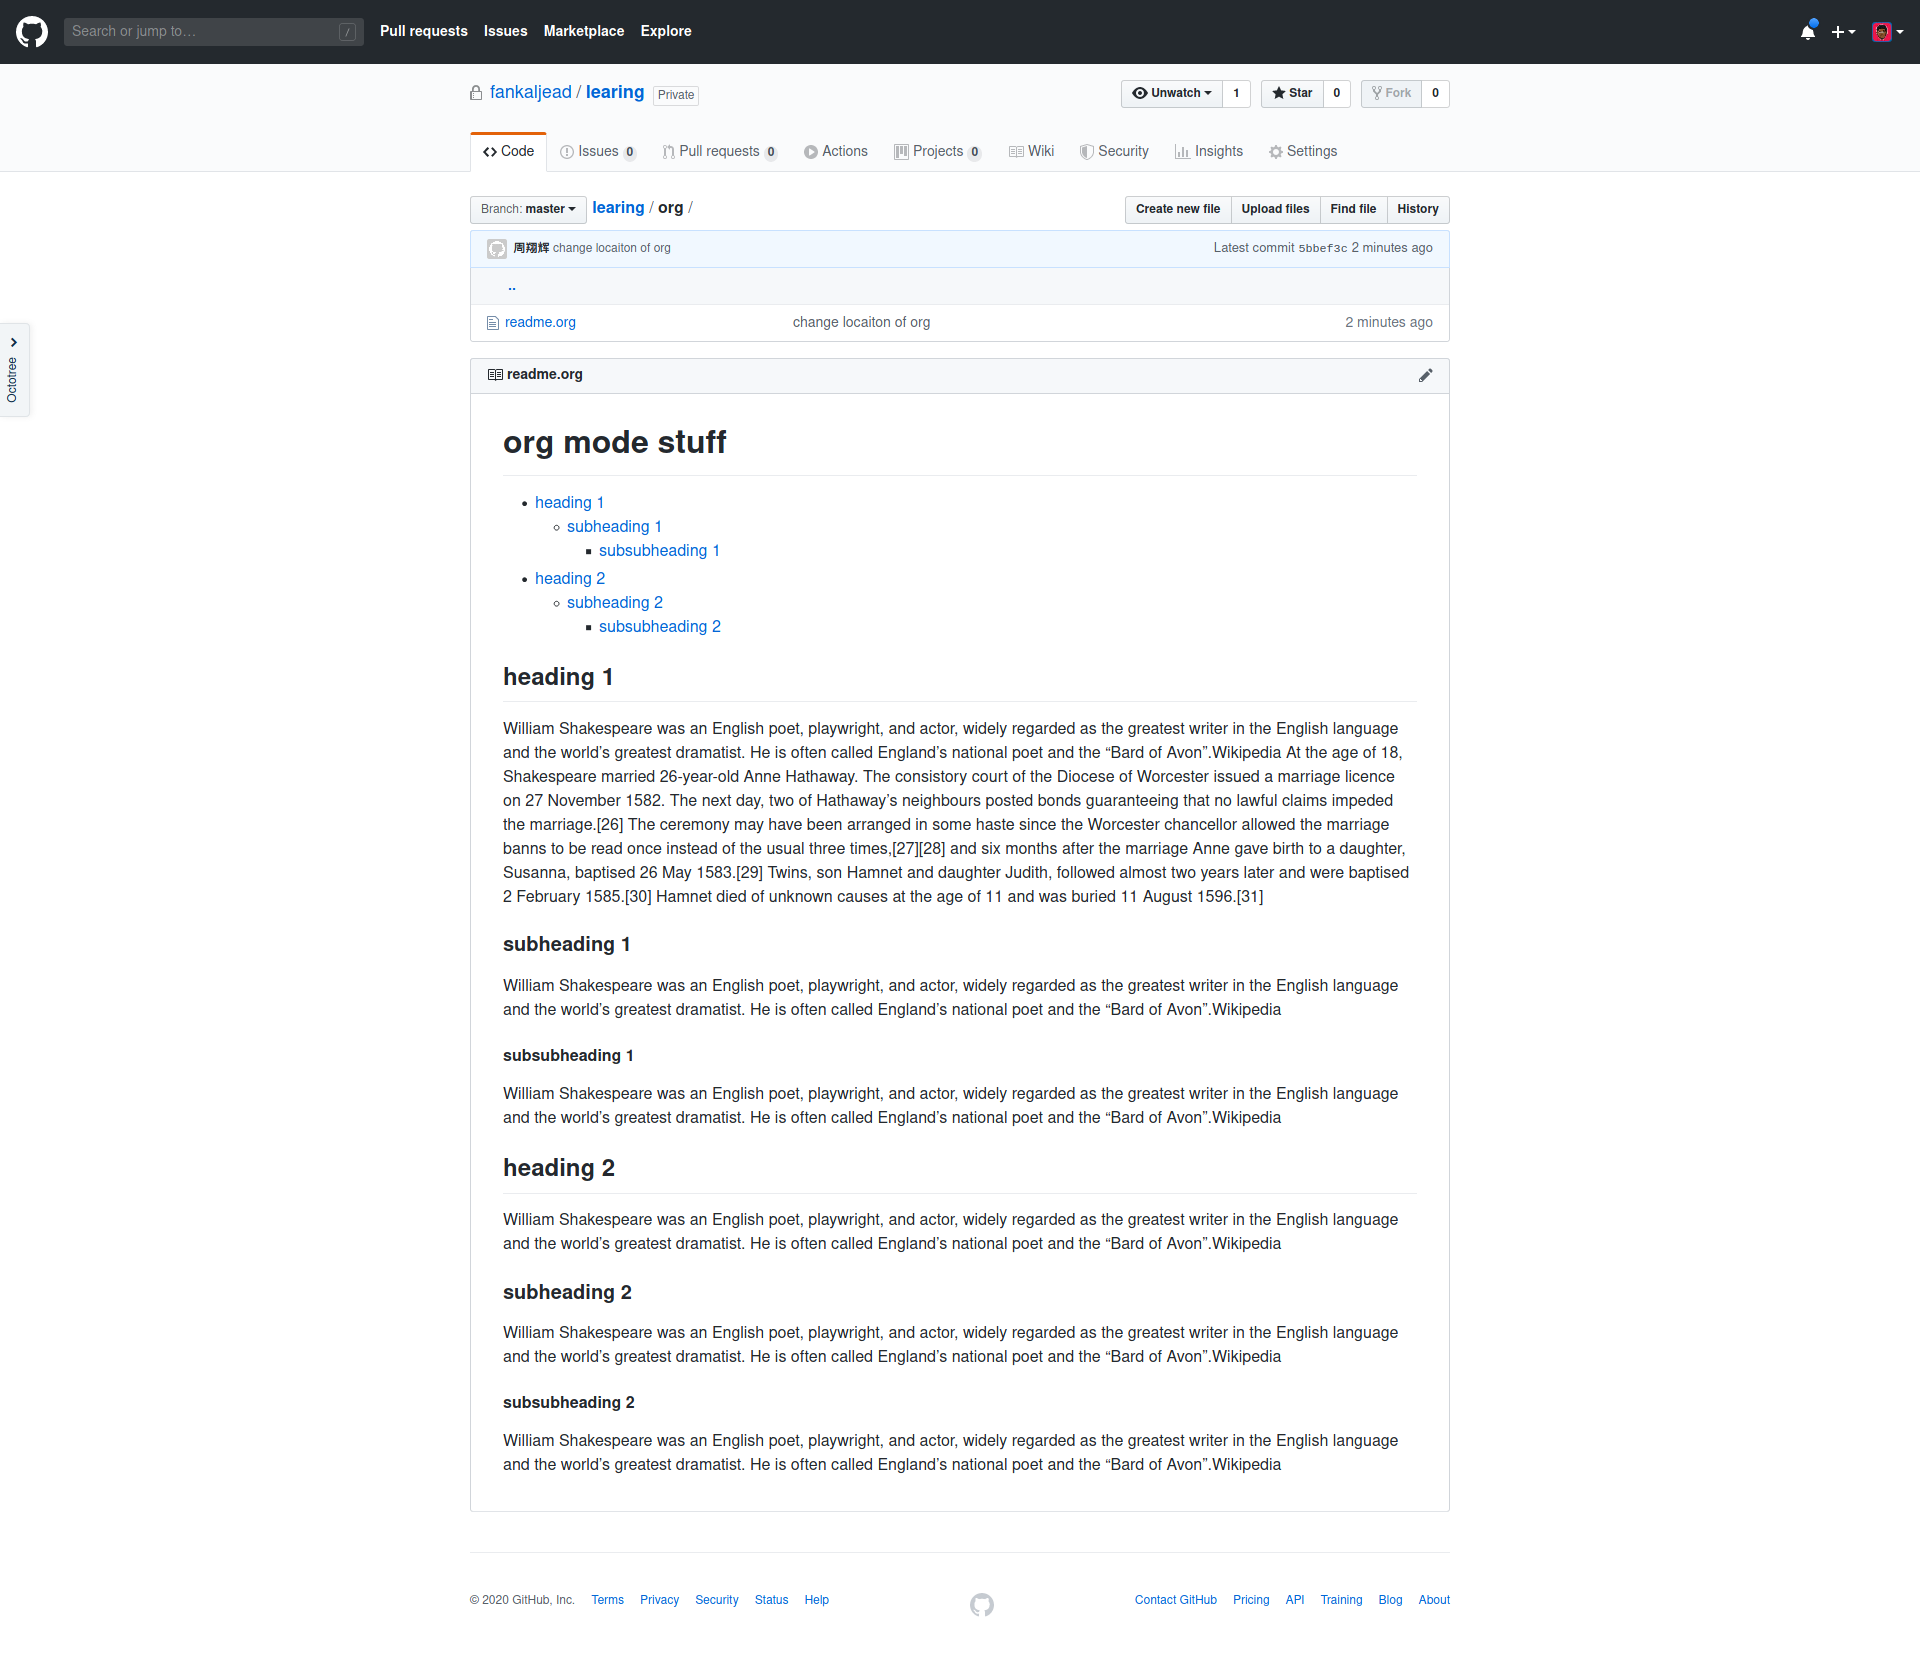 Search or jump to… /
Pull requests Issues Marketplace Explore
fankaljead / learing Private
Unwatch 1 Star 0 Fork 0
Code Issues 0 Pull requests 0 Actions Projects 0 Wiki Security Insights Settings
Branch: master learing / org /
Create new file Upload files Find file History
周翔辉 change locaiton of org
Latest commit 5bbef3c 2 minutes ago
..
readme.org change locaiton of org 2 minutes ago
Octotree
readme.org
org mode stuff
heading 1
subheading 1
subsubheading 1
heading 2
subheading 2
subsubheading 2
heading 1
William Shakespeare was an English poet, playwright, and actor, widely regarded as the greatest writer in the English language
and the world’s greatest dramatist. He is often called England’s national poet and the “Bard of Avon”.Wikipedia At the age of 18,
Shakespeare married 26-year-old Anne Hathaway. The consistory court of the Diocese of Worcester issued a marriage licence
on 27 November 1582. The next day, two of Hathaway’s neighbours posted bonds guaranteeing that no lawful claims impeded
the marriage.[26] The ceremony may have been arranged in some haste since the Worcester chancellor allowed the marriage
banns to be read once instead of the usual three times,[27][28] and six months after the marriage Anne gave birth to a daughter,
Susanna, baptised 26 May 1583.[29] Twins, son Hamnet and daughter Judith, followed almost two years later and were baptised
2 February 1585.[30] Hamnet died of unknown causes at the age of 11 and was buried 11 August 1596.[31]
subheading 1
William Shakespeare was an English poet, playwright, and actor, widely regarded as the greatest writer in the English language
and the world’s greatest dramatist. He is often called England’s national poet and the “Bard of Avon”.Wikipedia
subsubheading 1
William Shakespeare was an English poet, playwright, and actor, widely regarded as the greatest writer in the English language
and the world’s greatest dramatist. He is often called England’s national poet and the “Bard of Avon”.Wikipedia
heading 2
William Shakespeare was an English poet, playwright, and actor, widely regarded as the greatest writer in the English language
and the world’s greatest dramatist. He is often called England’s national poet and the “Bard of Avon”.Wikipedia
subheading 2
William Shakespeare was an English poet, playwright, and actor, widely regarded as the greatest writer in the English language
and the world’s greatest dramatist. He is often called England’s national poet and the “Bard of Avon”.Wikipedia
subsubheading 2
William Shakespeare was an English poet, playwright, and actor, widely regarded as the greatest writer in the English language
and the world’s greatest dramatist. He is often called England’s national poet and the “Bard of Avon”.Wikipedia
© 2020 GitHub, Inc. Terms Privacy Security Status Help
Contact GitHub Pricing API Training Blog About